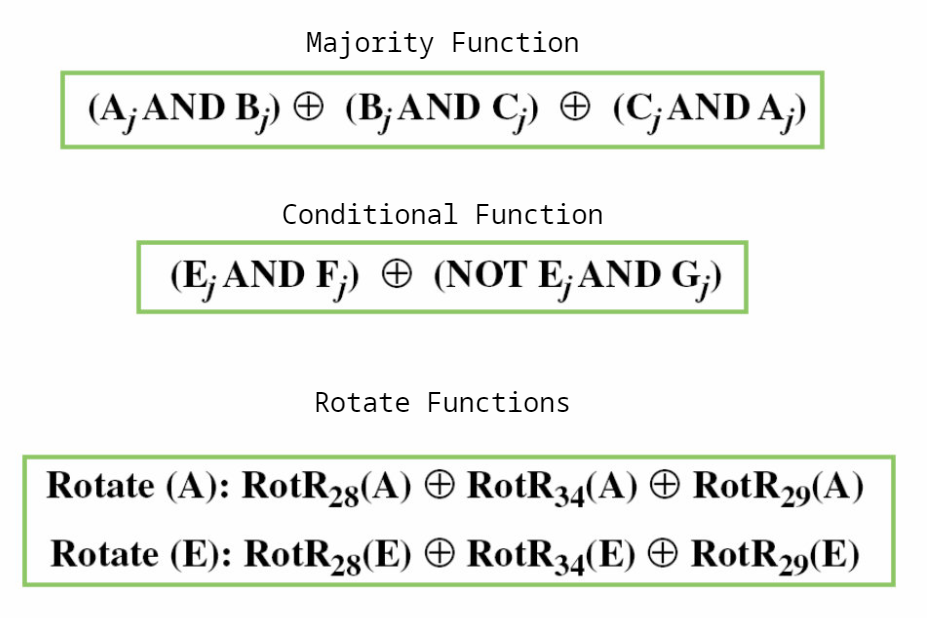 Majority Function
(Aj AND Bj) ⊕ (Bj AND Cj) ⊕ (Cj AND Aj)
Conditional Function
(Ej AND Fj) ⊕ (NOT Ej AND Gj)
Rotate Functions
Rotate (A): RotR28(A) ⊕ RotR34(A) ⊕ RotR29(A)
Rotate (E): RotR28(E) ⊕ RotR34(E) ⊕ RotR29(E)